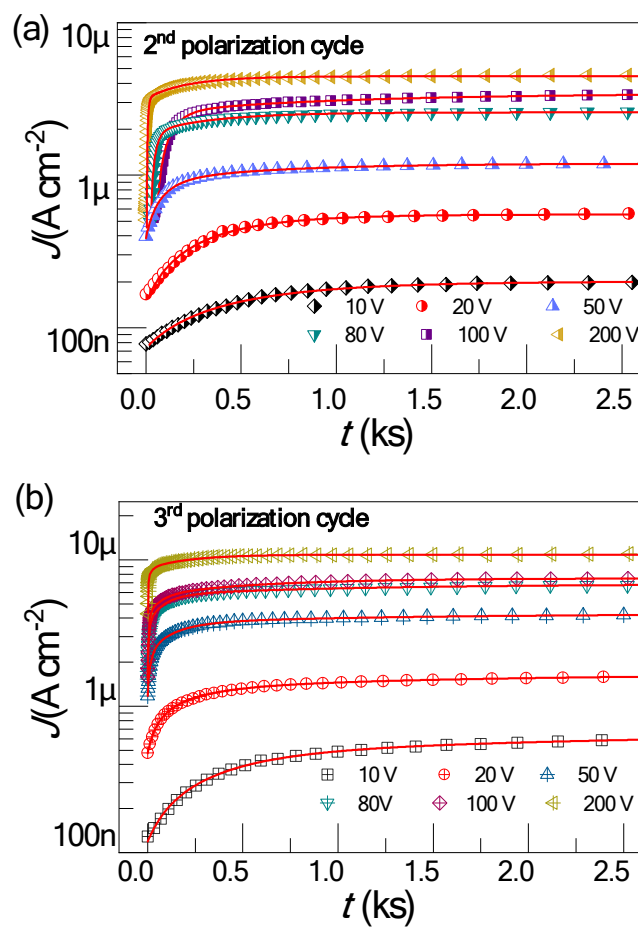 (a)
2nd polarization cycle
10μ
1μ
100n
J(A cm-2)
10 V 20 V 50 V
80 V 100 V 200 V
0.0 0.5 1.0 1.5 2.0 2.5
t (ks)
(b)
3rd polarization cycle
10μ
1μ
100n
J(A cm-2)
10 V 20 V 50 V
80V 100 V 200 V
0.0 0.5 1.0 1.5 2.0 2.5
t (ks)